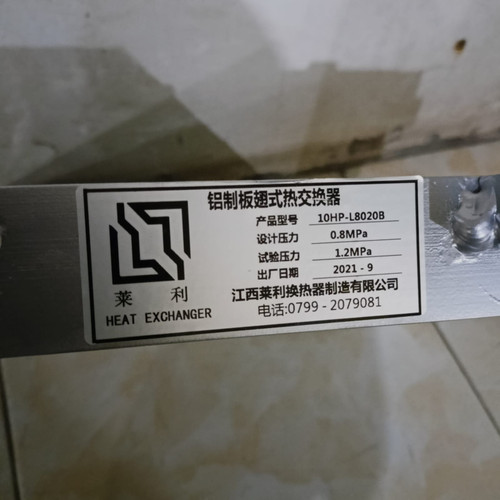 铝制板翅式热交换器
产品型号 10HP-L8020B
设计压力 0.8MPa
试验压力 1.2MPa
出厂日期 2021 - 9
江西莱利换热器制造有限公司
电话:0799 - 2079081
莱利
HEAT EXCHANGER